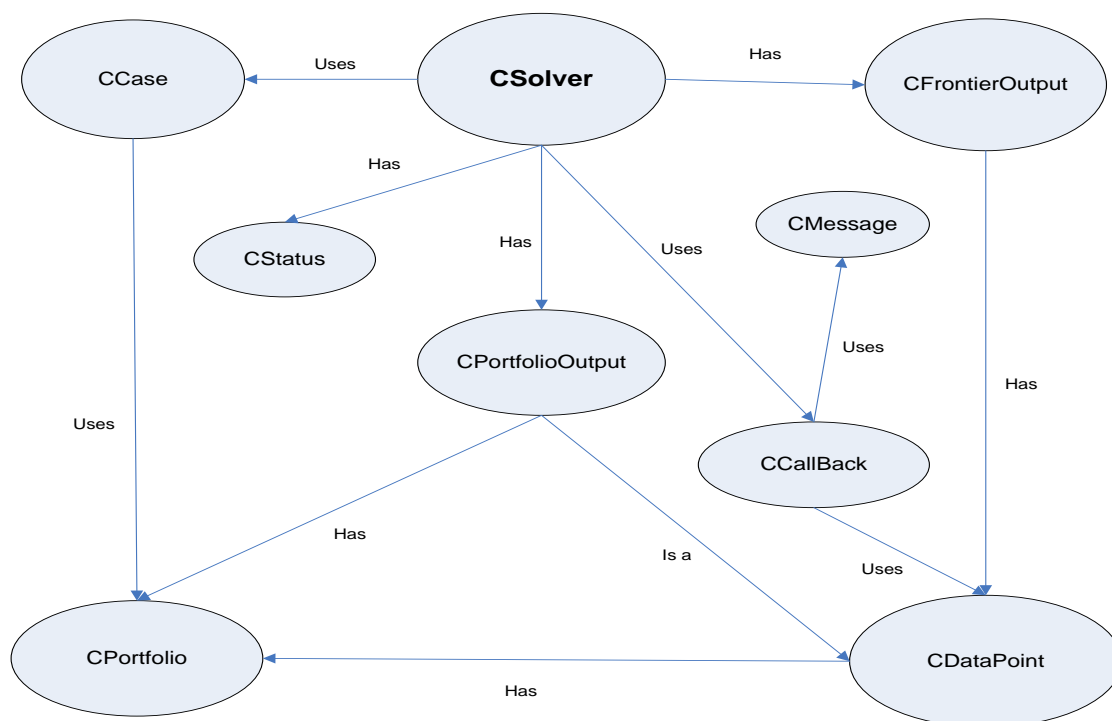 CCase
Uses
CSolver
Has
CFrontierOutput
Has
CStatus
Has
Uses
CMessage
CPortfolioOutput
Uses
Has
Uses
CCallBack
Has
Is a
Uses
CPortfolio
Has
CDataPoint